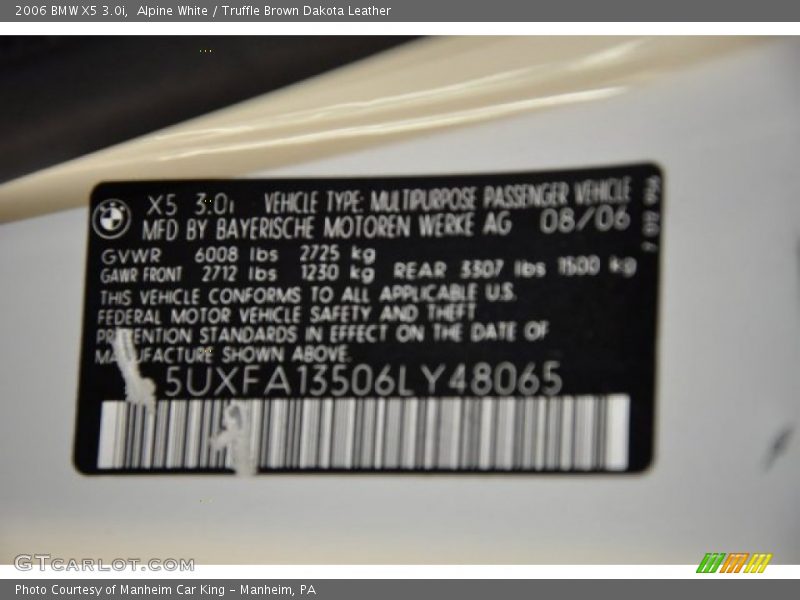 2006 BMW X5 3.0i, Alpine White / Truffle Brown Dakota Leather
X5 3.0i VEHICLE TYPE: MULTIPURPOSE PASSENGER VEHICLE
MFD BY BAYERISCHE MOTOREN WERKE AG 08/06
GVWR 6008 lbs 2725 kg
GAWR FRONT 2712 lbs 1230 kg REAR 3307 lbs 1500 kg
THIS VEHICLE CONFORMS TO ALL APPLICABLE U.S.
FEDERAL MOTOR VEHICLE SAFETY AND THEFT
PREVENTION STANDARDS IN EFFECT ON THE DATE OF
MANUFACTURE SHOWN ABOVE.
5UXFA13506LY48065
GTCARLOT.COM
Photo Courtesy of Manheim Car King - Manheim, PA